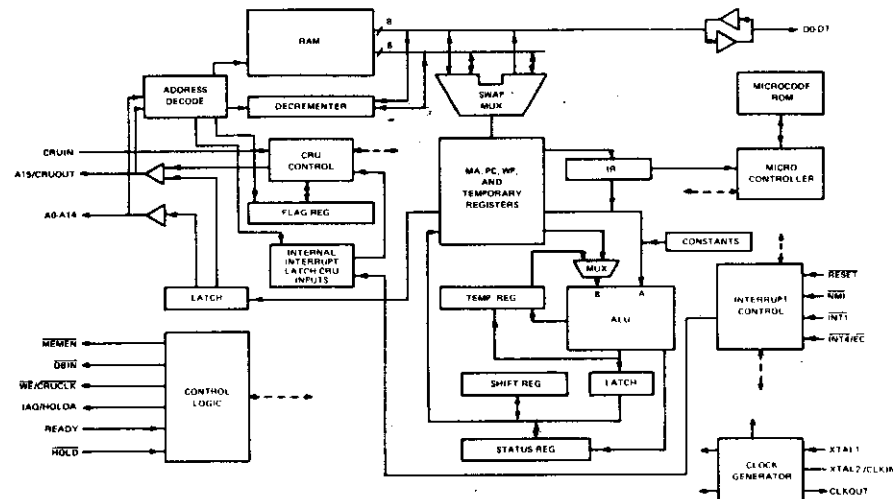 RAM
8
8
D0-D7
ADDRESS
DECODE
DECREMENTER
SWAP
MUX
MICROCODE
ROM
CRUIN
CRU
CONTROL
A15/CRUOUT
MA, PC, WP,
AND
TEMPORARY
REGISTERS
IR
MICRO
CONTROLLER
A0-A14
FLAG REG
CONSTANTS
INTERNAL
INTERRUPT
LATCH CRU
INPUTS
MUX
LATCH
TEMP REG
B
A
ALU
INTERRUPT
CONTROL
RESET
NMI
INT1
INT4/EC
MEMEN
DBIN
WE/CRUCLK
IAQ/HOLDA
READY
HOLD
CONTROL
LOGIC
SHIFT REG
LATCH
STATUS REG
CLOCK
GENERATOR
XTAL1
XTAL2/CLKIN
CLKOUT